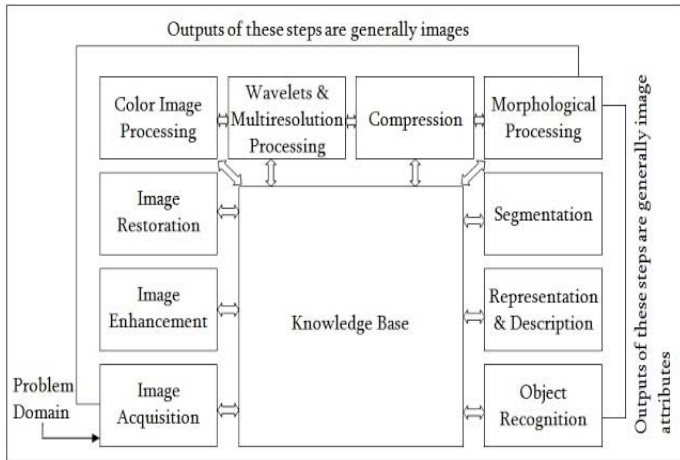 Outputs of these steps are generally images
Color Image
Processing
Wavelets &
Multiresolution
Processing
Compression
Morphological
Processing
Image
Restoration
Segmentation
Image
Enhancement
Knowledge Base
Representation
& Description
Problem
Domain
Image
Acquisition
Object
Recognition
Outputs of these steps are generally image
attributes